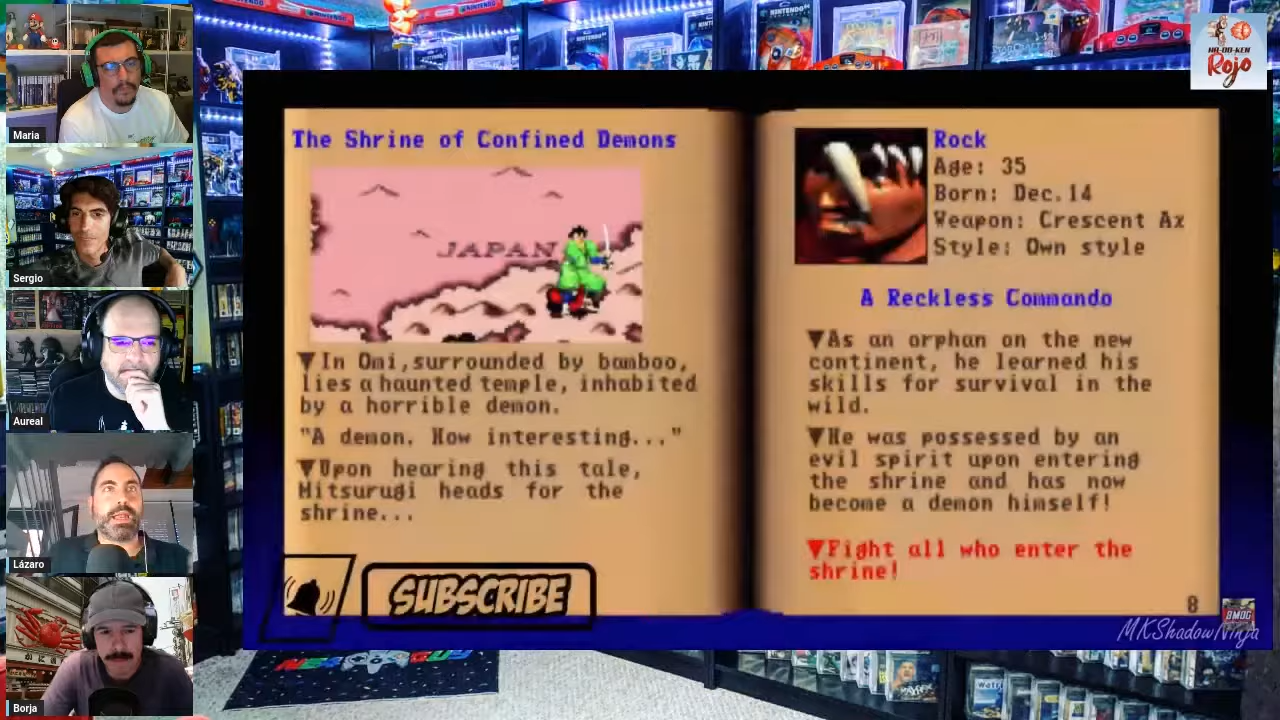 Maria
Sergio
Aureal
Lázaro
Borja
HA-DO-KEN
Rojo
The Shrine of Confined Demons
JAPAN
▼In Omi,surrounded by bamboo,
lies a haunted temple, inhabited
by a horrible demon.
"A demon. How interesting..."
▼Upon hearing this tale,
Mitsurugi heads for the
shrine...
SUBSCRIBE
Rock
Age: 35
Born: Dec.14
Weapon: Crescent Ax
Style: Own style
A Reckless Commando
▼As an orphan on the new
continent, he learned his
skills for survival in the
wild.
▼He was possessed by an
evil spirit upon entering
the shrine and has now
become a demon himself!
▼Fight all who enter the
shrine!
8
BMOG
MKShadowNinja